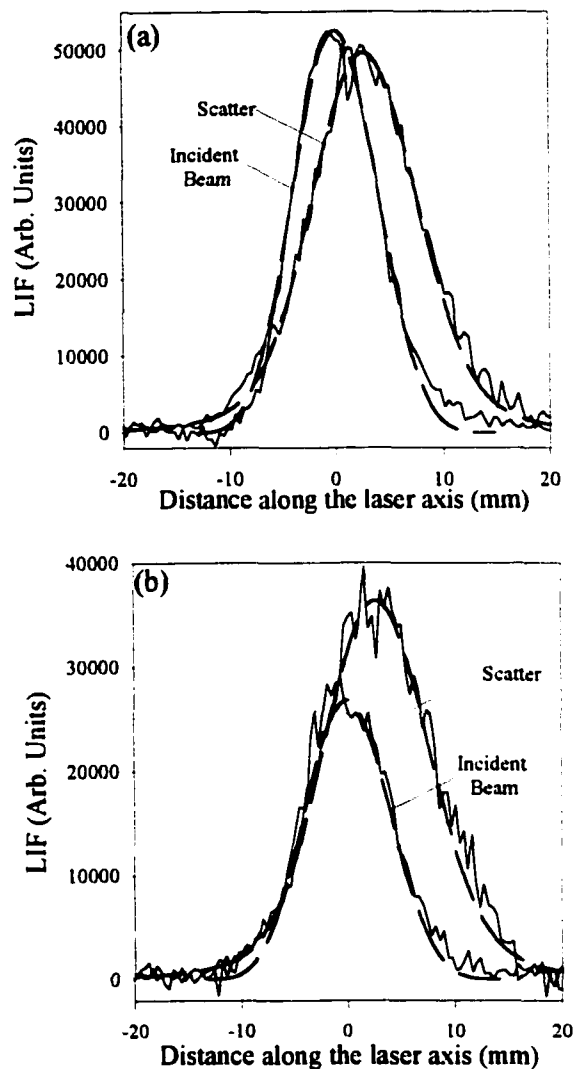 (a)
50000
40000
30000
20000
10000
0
LIF (Arb. Units)
Scatter
Incident
Beam
-20
-10
0
10
20
Distance along the laser axis (mm)
(b)
40000
30000
20000
10000
0
LIF (Arb. Units)
Scatter
Incident
Beam
-20
-10
0
10
20
Distance along the laser axis (mm)